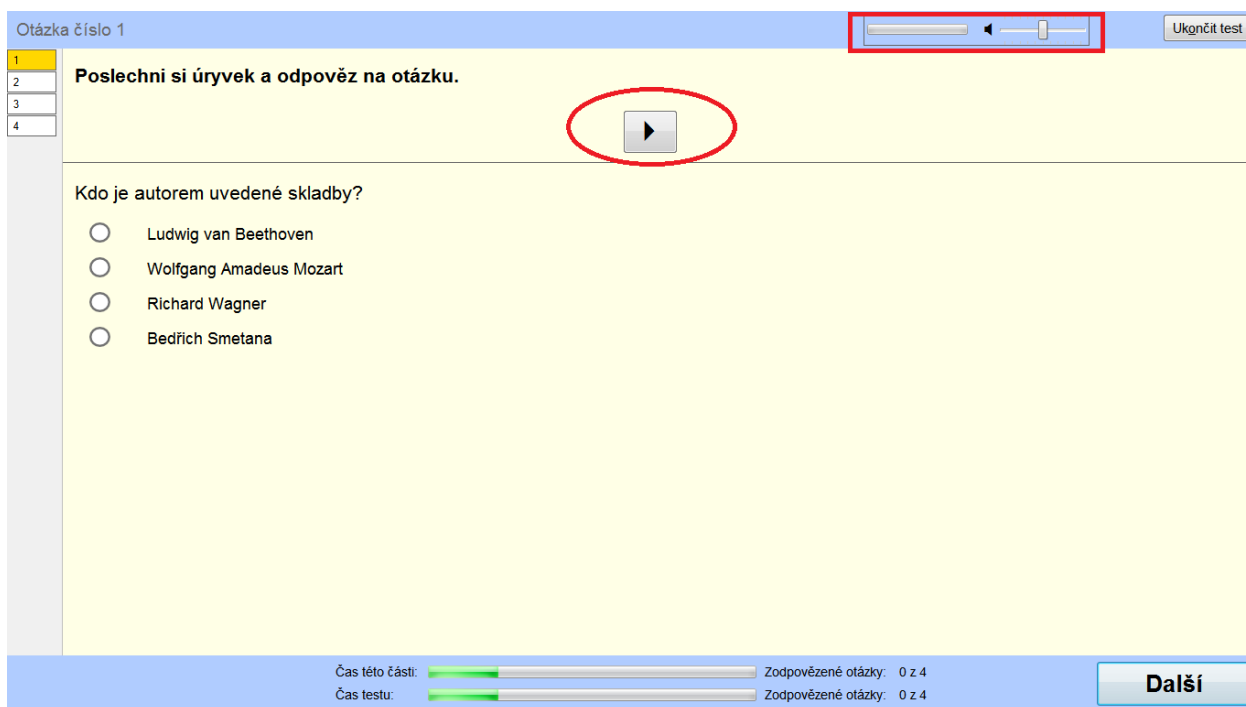 Otázka číslo 1
Ukončit test
1
2
3
4
Poslechni si úryvek a odpověz na otázku.
Kdo je autorem uvedené skladby?
Ludwig van Beethoven
Wolfgang Amadeus Mozart
Richard Wagner
Bedřich Smetana
Čas této části: Zodpovězené otázky: 0 z 4
Čas testu: Zodpovězené otázky: 0 z 4
Další